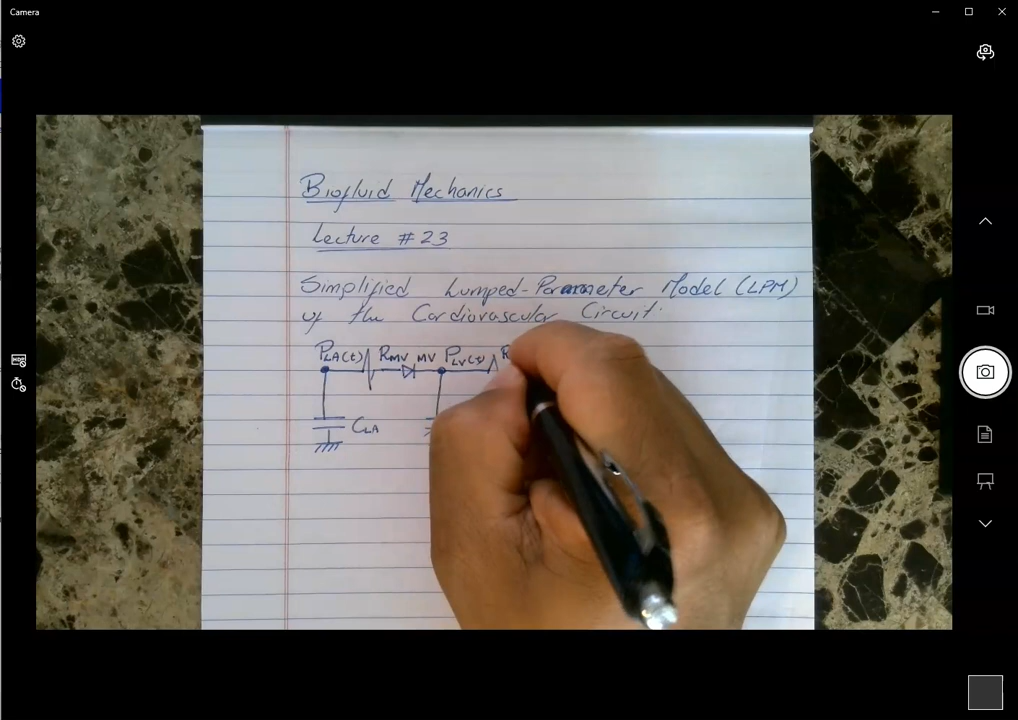 Camera
Biofluid Mechanics
Lecture #23
Simplified Lumped-Parameter Model (LPM)
of the Cardiovascular Circuit.
PLA(t) RMV MV PLV(t) R
CLA